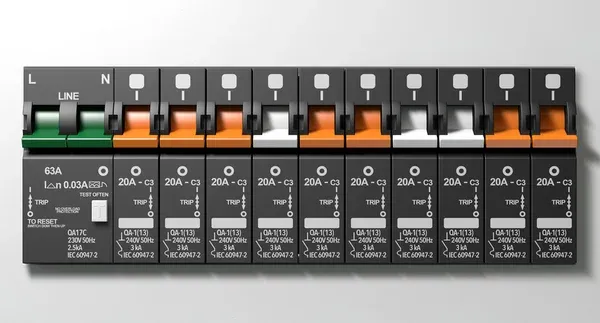 L N
LINE
63A
0.03A
TEST OFTEN
TRIP
NO OVERLOAD
PROTECTION
TO RESET
SWITCH DOWN THEN UP
QA17C
230V 50Hz
2.5kA
IEC 60947-2
20A - C3
TRIP
QA-1(13)
240V 50Hz
3 kA
IEC 60947-2
20A - C3
TRIP
QA-1(13)
240V 50Hz
3 kA
IEC 60947-2
20A - C3
TRIP
QA-1(13)
240V 50Hz
3 kA
IEC 60947-2
20A - C3
TRIP
QA-1(13)
240V 50Hz
3 kA
IEC 60947-2
20A - C3
TRIP
QA-1(13)
240V 50Hz
3 kA
IEC 60947-2
20A - C3
TRIP
QA-1(13)
240V 50Hz
3 kA
IEC 60947-2
20A - C3
TRIP
QA-1(13)
240V 50Hz
3 kA
IEC 60947-2
20A - C3
TRIP
QA-1(13)
240V 50Hz
3 kA
IEC 60947-2
20A - C3
TRIP
QA-1(13)
240V 50Hz
3 kA
IEC 60947-2
20A - C3
TRIP
QA-1(13)
240V 50Hz
3 kA
IEC 60947-2